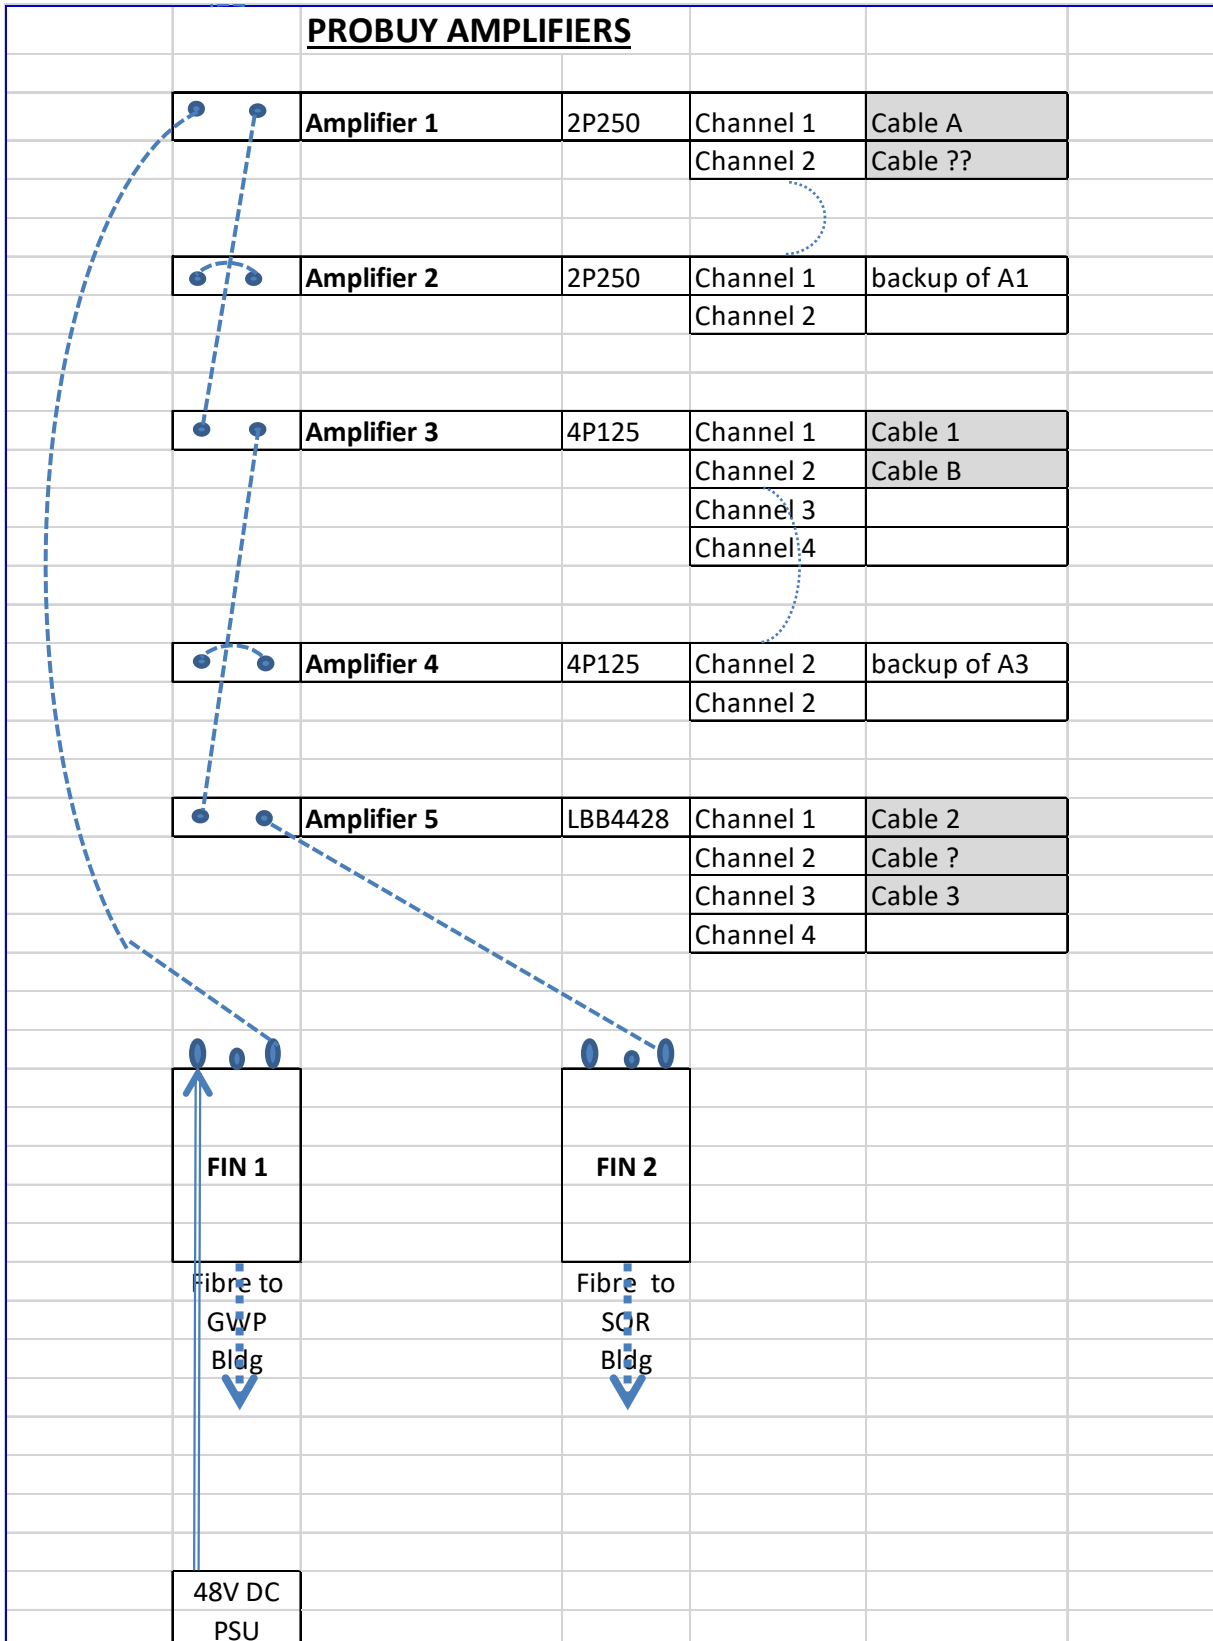 PROBUY AMPLIFIERS
Amplifier 1 2P250 Channel 1 Cable A
Channel 2 Cable ??
Amplifier 2 2P250 Channel 1 backup of A1
Channel 2
Amplifier 3 4P125 Channel 1 Cable 1
Channel 2 Cable B
Channel 3
Channel 4
Amplifier 4 4P125 Channel 2 backup of A3
Channel 2
Amplifier 5 LBB4428 Channel 1 Cable 2
Channel 2 Cable ?
Channel 3 Cable 3
Channel 4
FIN 1 FIN 2
Fibre to Fibre to
GWP SOR
Bldg Bldg
48V DC
PSU